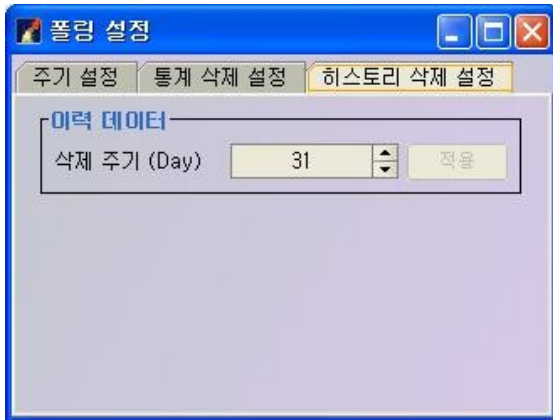 폴링 설정
주기 설정 통계 삭제 설정 히스토리 삭제 설정
이력 데이터
삭제 주기 (Day) 31 적용